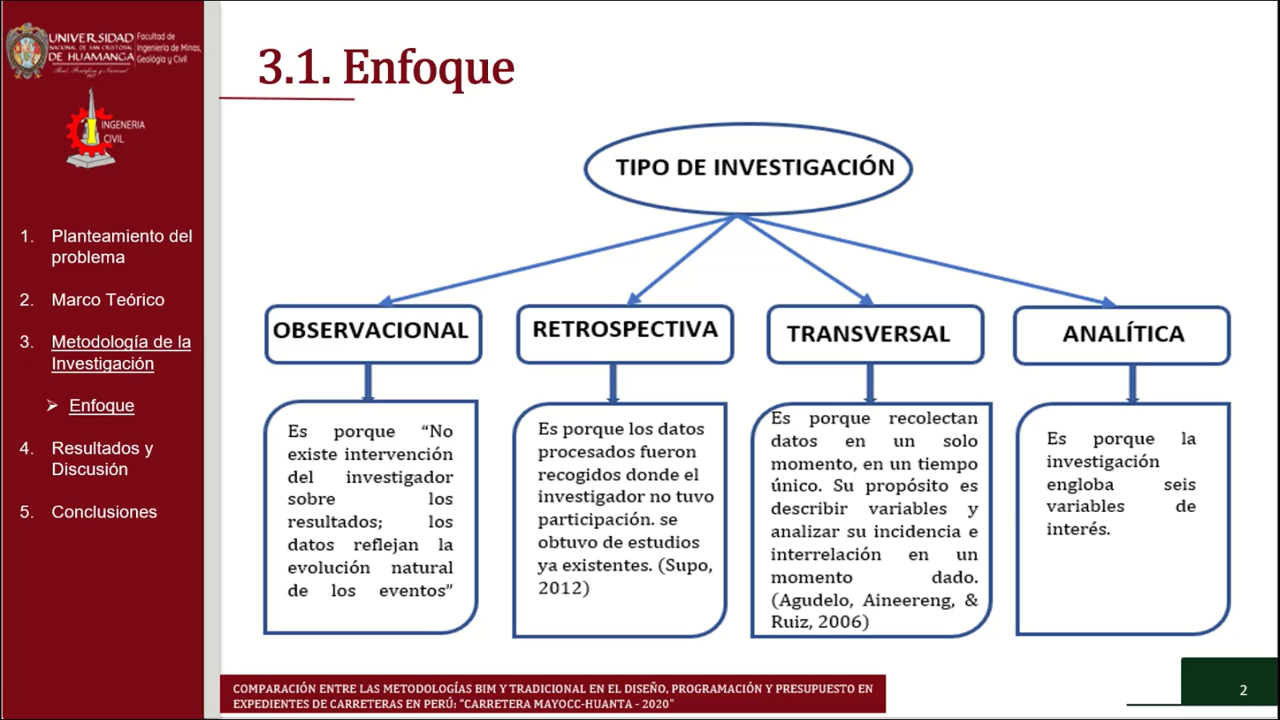 UNIVERSIDAD
NACIONAL DE SAN CRISTOBAL
DE HUAMANGA
Facultad de
Ingeniería de Minas,
Geológia y Civil
INGENERIA
CIVIL
1. Planteamiento del
problema
2. Marco Teórico
3. Metodología de la
Investigación
Enfoque
4. Resultados y
Discusión
5. Conclusiones
3.1. Enfoque
TIPO DE INVESTIGACIÓN
OBSERVACIONAL
Es porque “No
existe intervención
del investigador
sobre los
resultados; los
datos reflejan la
evolución natural
de los eventos”
RETROSPECTIVA
Es porque los datos
procesados fueron
recogidos donde el
investigador no tuvo
participación. se
obtuvo de estudios
ya existentes. (Supo,
2012)
TRANSVERSAL
Es porque recolectan
datos en un solo
momento, en un tiempo
único. Su propósito es
describir variables y
analizar su incidencia e
interrelación en un
momento dado.
(Agudelo, Aineereng, &
Ruiz, 2006)
ANALÍTICA
Es porque la
investigación
engloba seis
variables de
interés.
COMPARACIÓN ENTRE LAS METODOLOGÍAS BIM Y TRADICIONAL EN EL DISEÑO, PROGRAMACIÓN Y PRESUPUESTO EN
EXPEDIENTES DE CARRETERAS EN PERÚ: “CARRETERA MAYOCC-HUANTA - 2020"
2